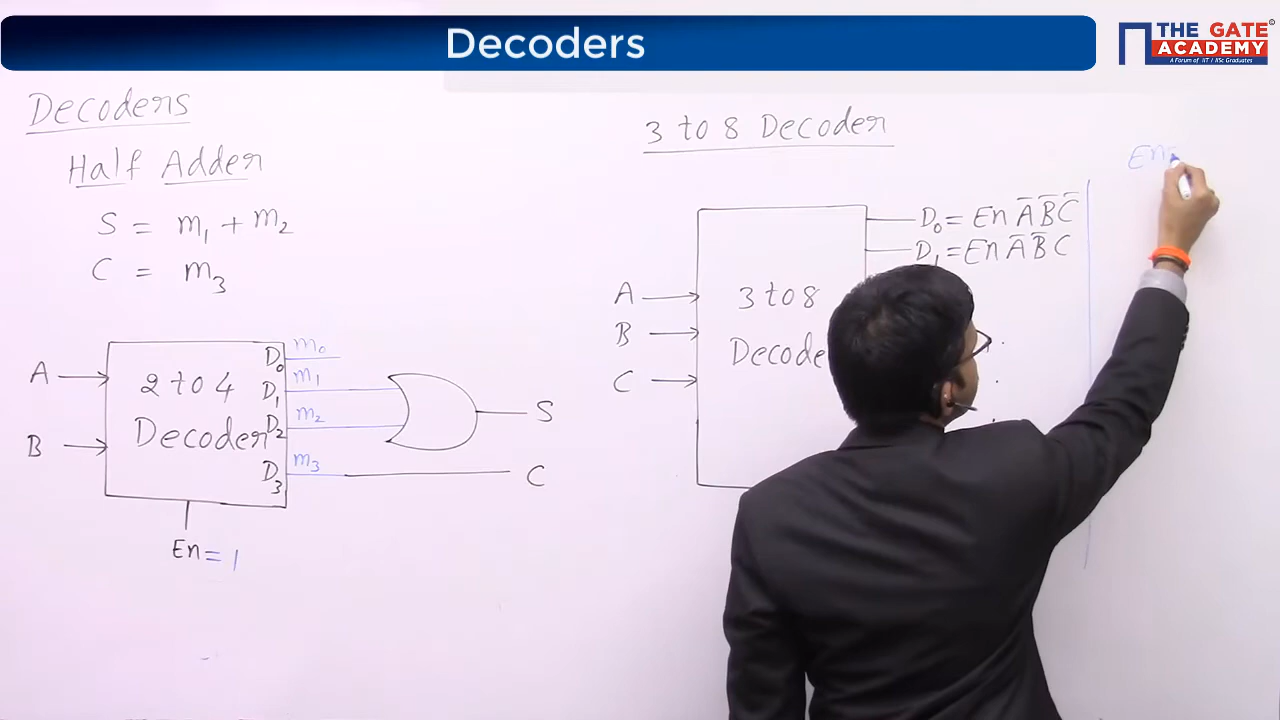 Decoders
THE GATE
ACADEMY
A Forum of IIT / IISc Graduates
Decoders
Half Adder
S = m₁ + m₂
C = m₃
A
B
2 to 4
Decoder
D₀
D₁
D₂
D₃
m₀
m₁
m₂
m₃
S
C
En = 1
3 to 8 Decoder
A
B
C
3 to 8
Decode
D₀ = En A̅ B̅ C̅
D₁ = En A̅ B̅ C
En =